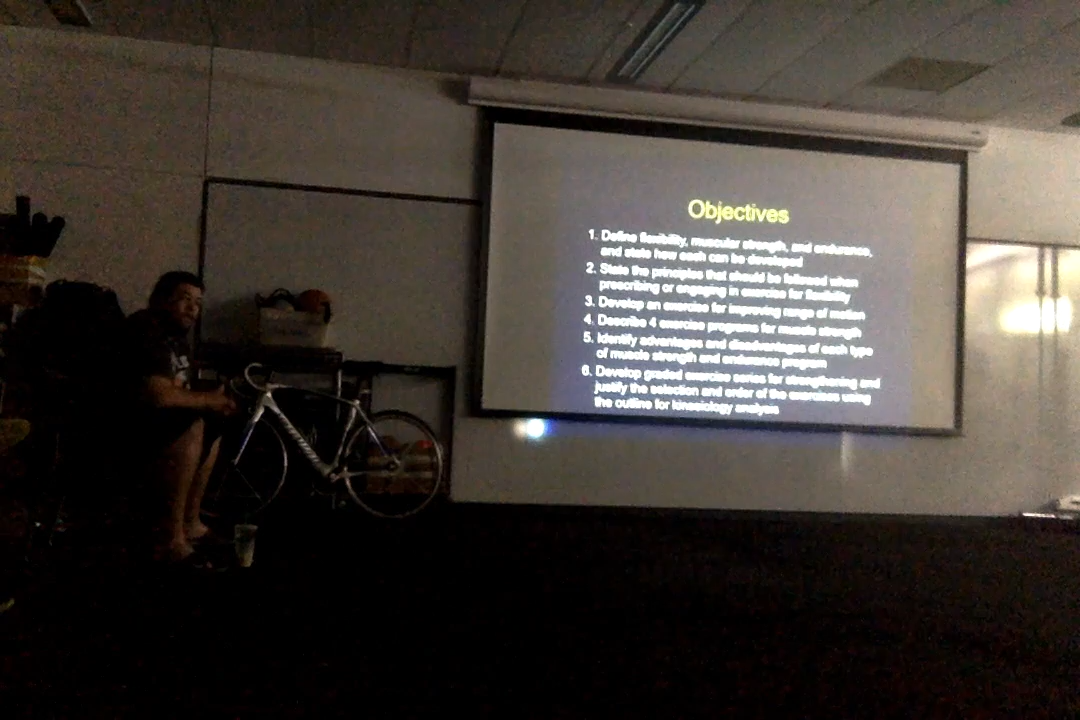 Objectives
1. Define flexibility, muscular strength, and endurance,
and state how each can be developed
2. State the principles that should be followed when
prescribing or engaging in exercise for flexibility
3. Develop an exercise for improving range of motion
4. Describe 4 exercise programs for muscle strength
5. Identify advantages and disadvantages of each type
of muscle strength and endurance program
6. Develop graded exercise series for strengthening and
justify the selection and order of the exercises using
the outline for kinesiology analysis